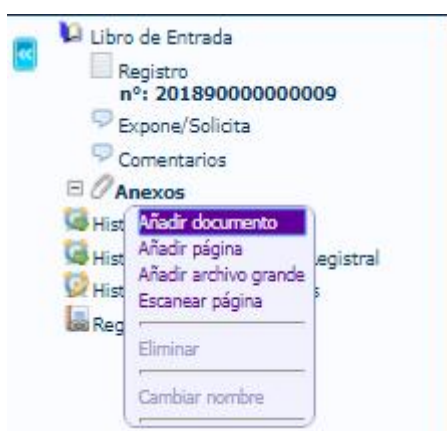 Libro de Entrada
Registro
nº: 201890000000009
Expone/Solicita
Comentarios
Anexos
Añadir documento
Añadir página
Añadir archivo grande
Escanear página
Eliminar
Cambiar nombre